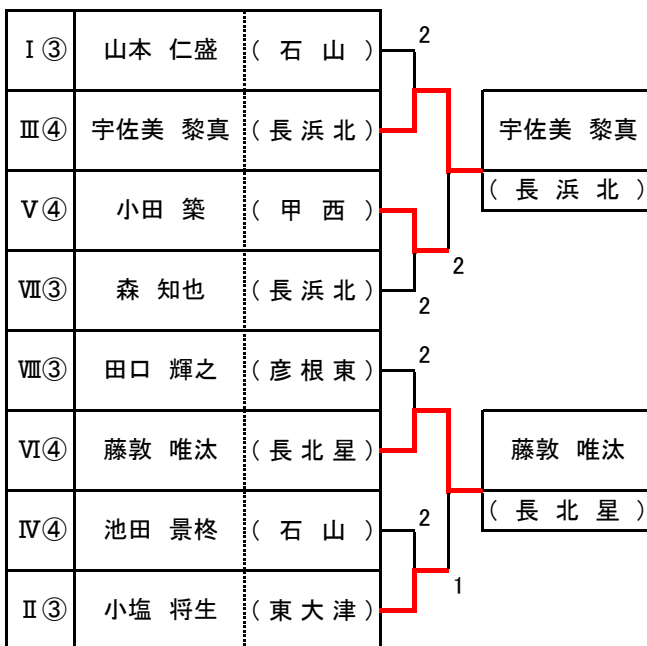 Ⅰ③ 山本 仁盛 (石山) 2
Ⅲ④ 宇佐美 黎真 (長浜北)
宇佐美 黎真
(長浜北)
Ⅴ④ 小田 築 (甲西)
2
Ⅶ③ 森 知也 (長浜北) 2
Ⅷ③ 田口 輝之 (彦根東) 2
Ⅵ④ 藤敦 唯汰 (長北星)
藤敦 唯汰
(長北星)
Ⅳ④ 池田 景柊 (石山) 2
1
Ⅱ③ 小塩 将生 (東大津)